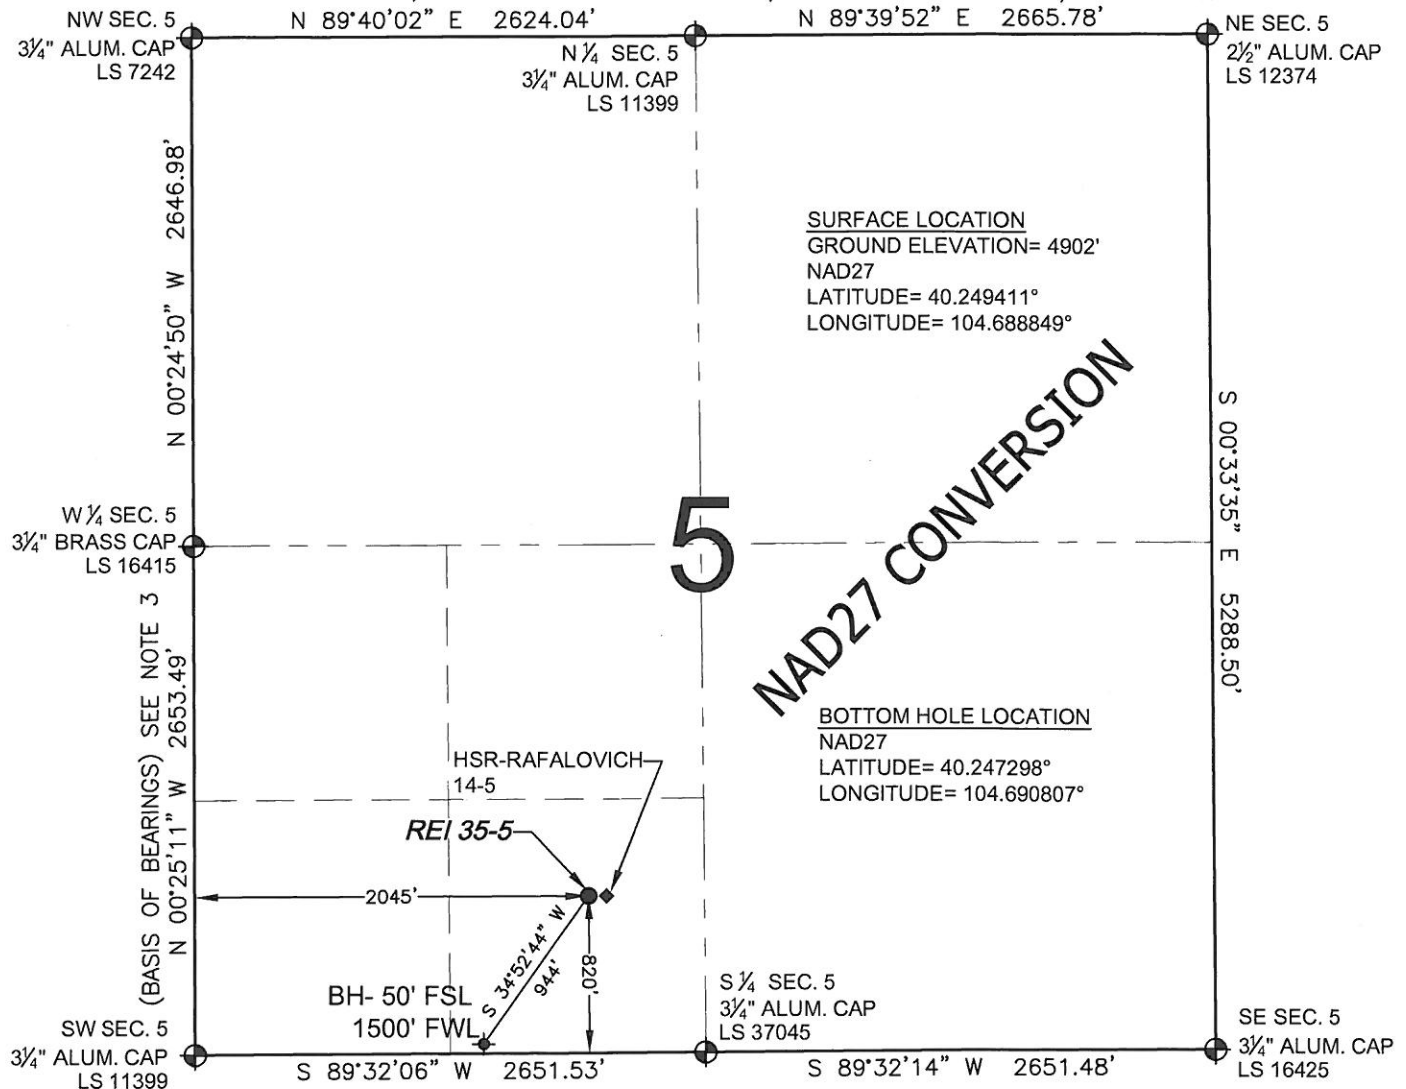 NW SEC. 5
3¼" ALUM. CAP
LS 7242
N 89°40'02" E 2624.04'
N ¼ SEC. 5
3¼" ALUM. CAP
LS 11399
N 89°39'52" E 2665.78'
NE SEC. 5
2½" ALUM. CAP
LS 12374
N 00°24'50" W 2646.98'
SURFACE LOCATION
GROUND ELEVATION= 4902'
NAD27
LATITUDE= 40.249411°
LONGITUDE= 104.688849°
NAD27 CONVERSION
S 00°33'35" E 5288.50'
W ¼ SEC. 5
3¼" BRASS CAP
LS 16415
5
(BASIS OF BEARINGS) SEE NOTE 3
N 00°25'11" W 2653.49'
BOTTOM HOLE LOCATION
NAD27
LATITUDE= 40.247298°
LONGITUDE= 104.690807°
HSR-RAFALOVICH
14-5
REI 35-5
2045'
S 34°52'44" W
944'
820'
BH- 50' FSL
1500' FWL
SW SEC. 5
3¼" ALUM. CAP
LS 11399
S 89°32'06" W 2651.53'
S ¼ SEC. 5
3¼" ALUM. CAP
LS 37045
S 89°32'14" W 2651.48'
SE SEC. 5
3¼" ALUM. CAP
LS 16425